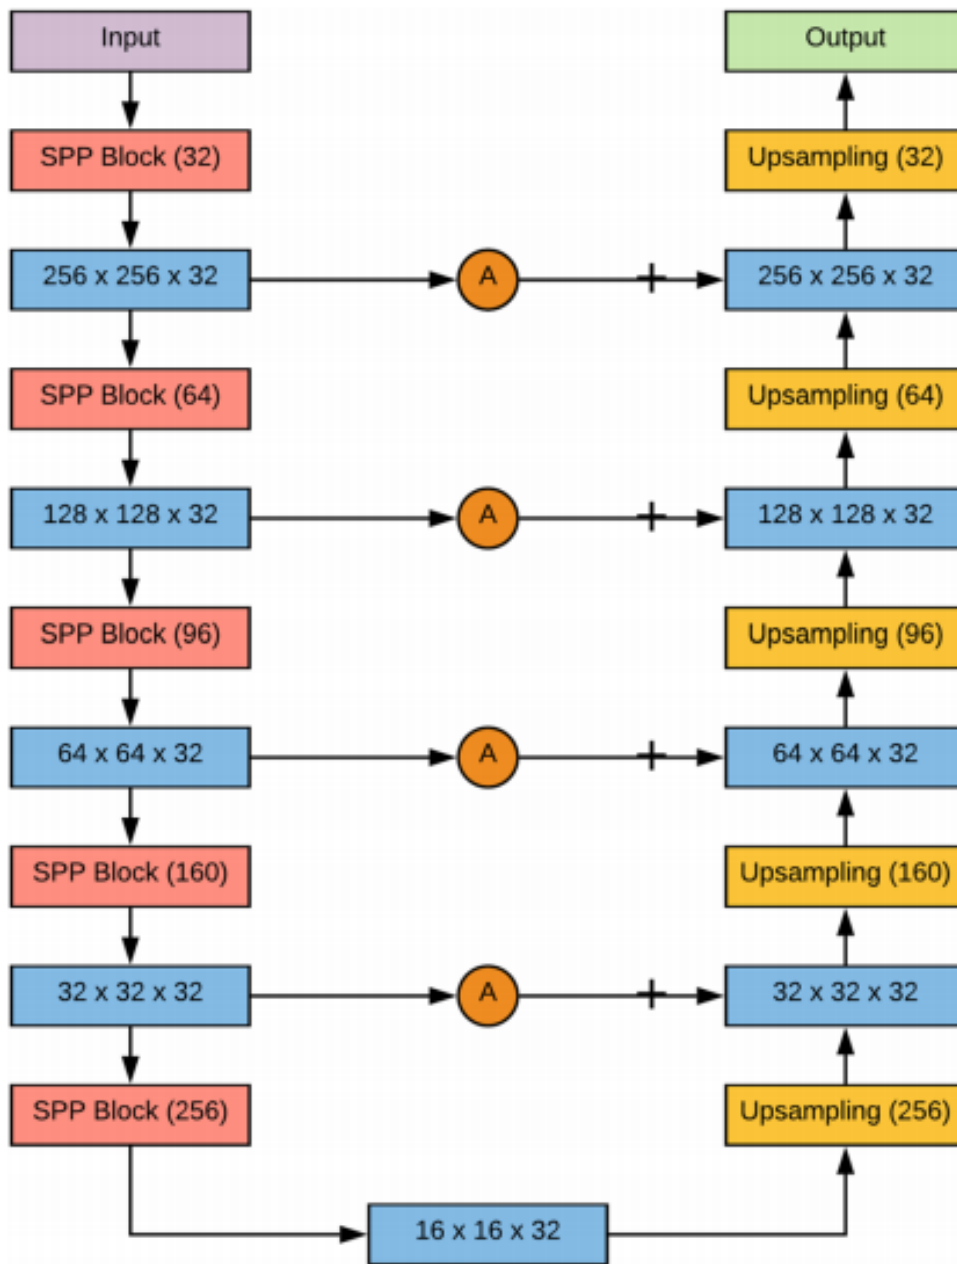 Input
SPP Block (32)
256 x 256 x 32
SPP Block (64)
128 x 128 x 32
SPP Block (96)
64 x 64 x 32
SPP Block (160)
32 x 32 x 32
SPP Block (256)
16 x 16 x 32
A
A
A
A
Output
Upsampling (32)
256 x 256 x 32
Upsampling (64)
128 x 128 x 32
Upsampling (96)
64 x 64 x 32
Upsampling (160)
32 x 32 x 32
Upsampling (256)